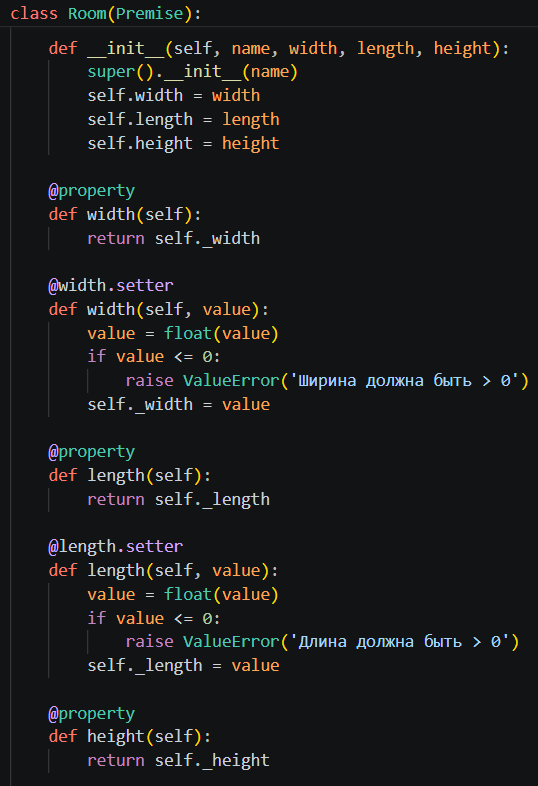 class Room(Premise):
def __init__(self, name, width, length, height):
super().__init__(name)
self.width = width
self.length = length
self.height = height
@property
def width(self):
return self._width
@width.setter
def width(self, value):
value = float(value)
if value <= 0:
raise ValueError('Ширина должна быть > 0')
self._width = value
@property
def length(self):
return self._length
@length.setter
def length(self, value):
value = float(value)
if value <= 0:
raise ValueError('Длина должна быть > 0')
self._length = value
@property
def height(self):
return self._height